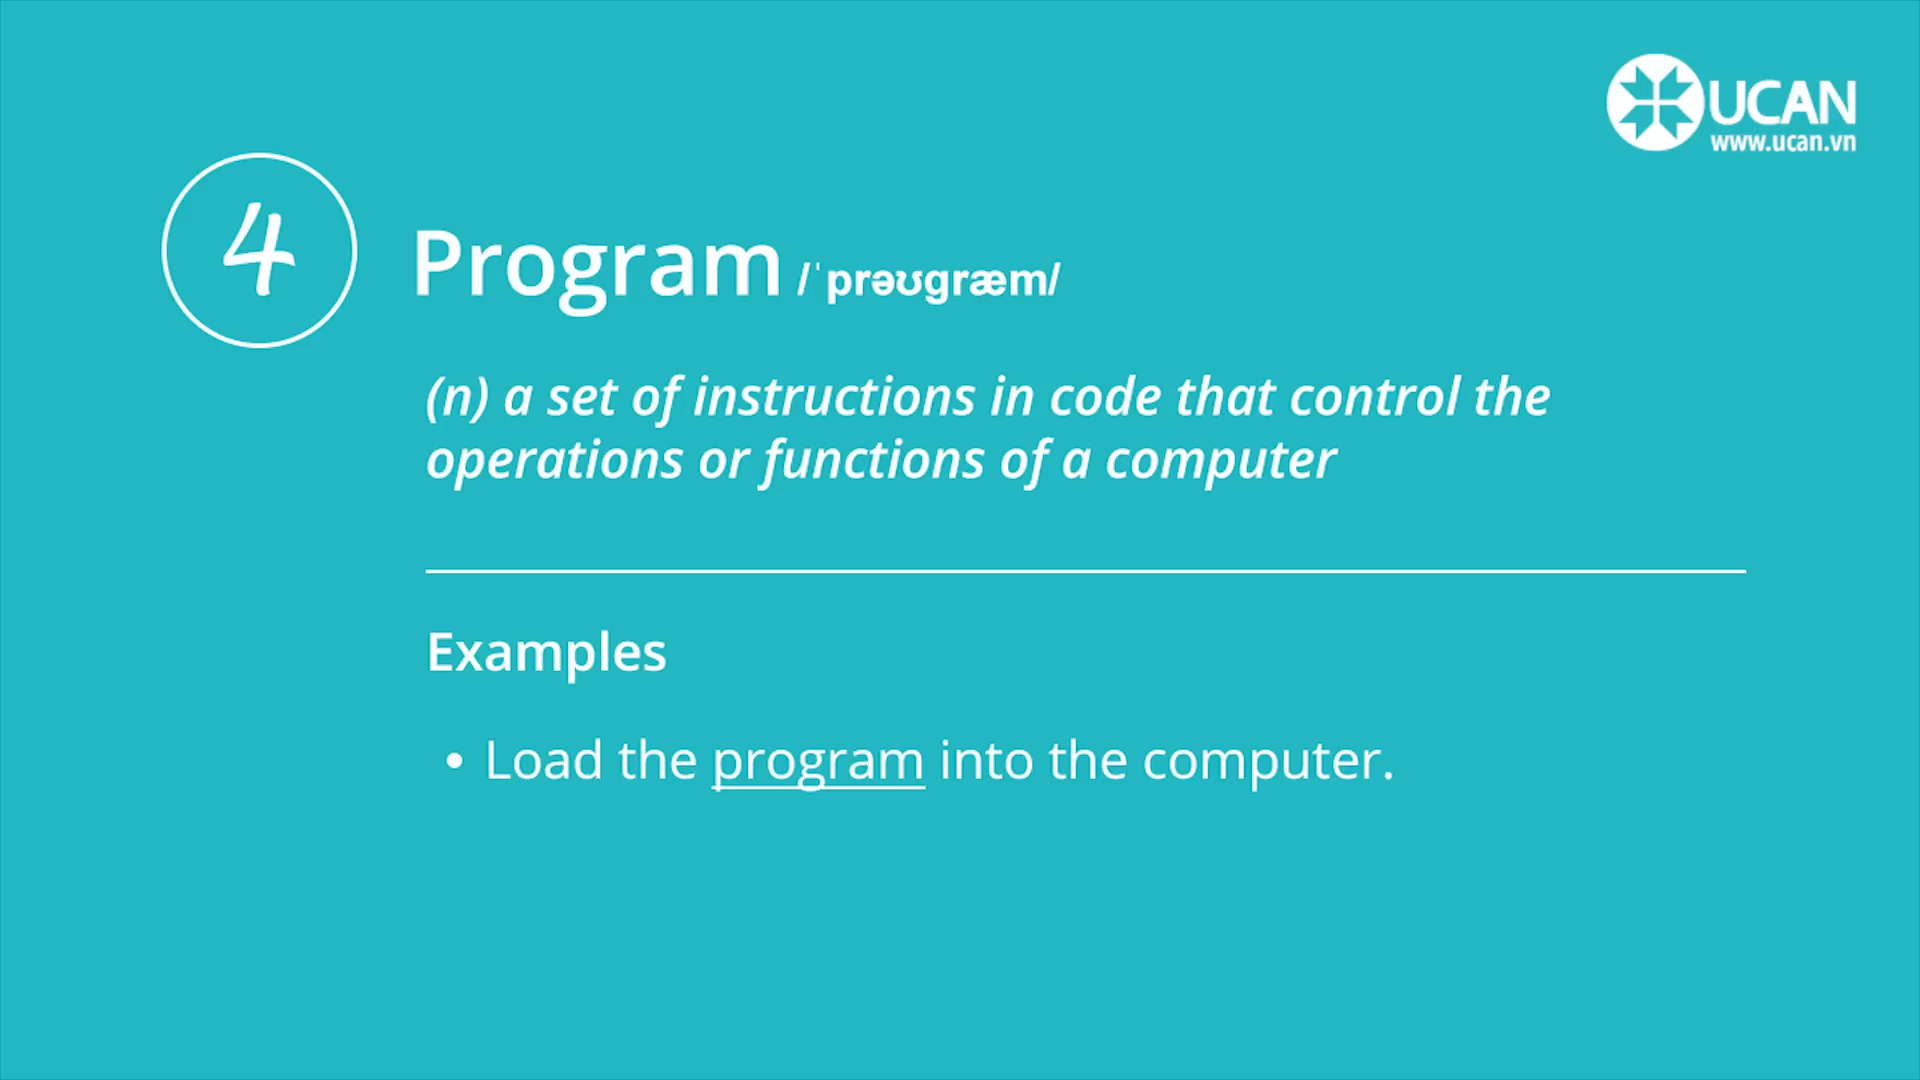 UCAN
www.ucan.vn
4
Program /ˈprəʊgræm/
(n) a set of instructions in code that control the
operations or functions of a computer
Examples
• Load the program into the computer.